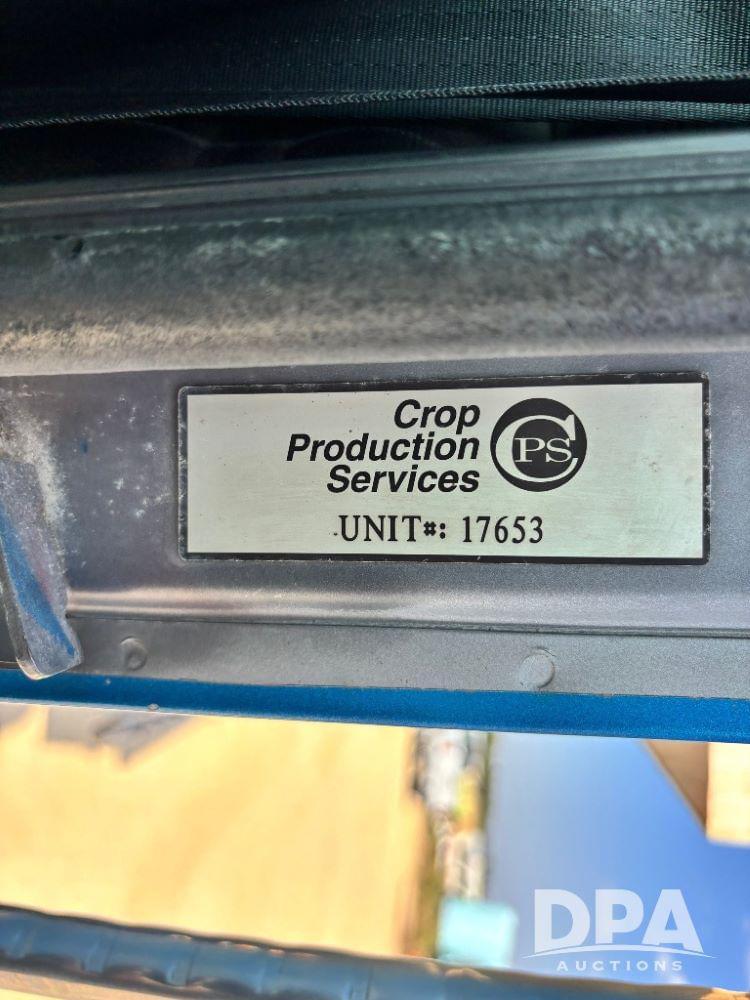 Crop
Production
Services
CPS
UNIT#: 17653
DPA
AUCTIONS